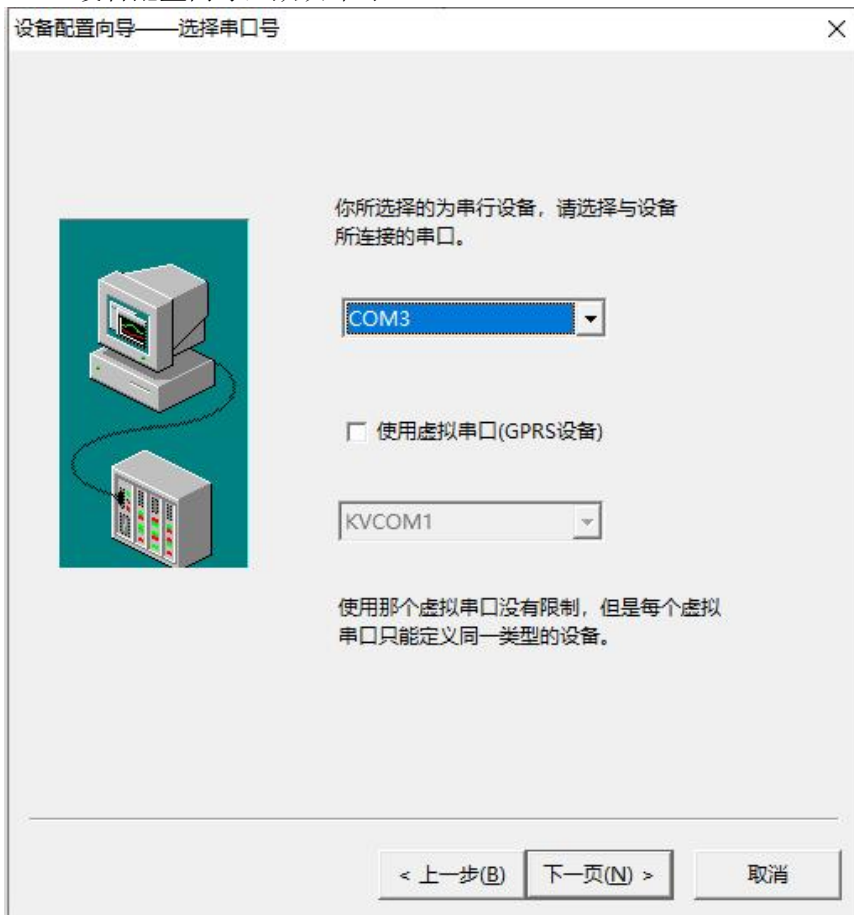 设备配置向导——选择串口号
你所选择的为串行设备，请选择与设备
所连接的串口。
COM3
使用虚拟串口(GPRS设备)
KVCOM1
使用那个虚拟串口没有限制，但是每个虚拟
串口只能定义同一类型的设备。
< 上一步(B) 下一页(N) > 取消